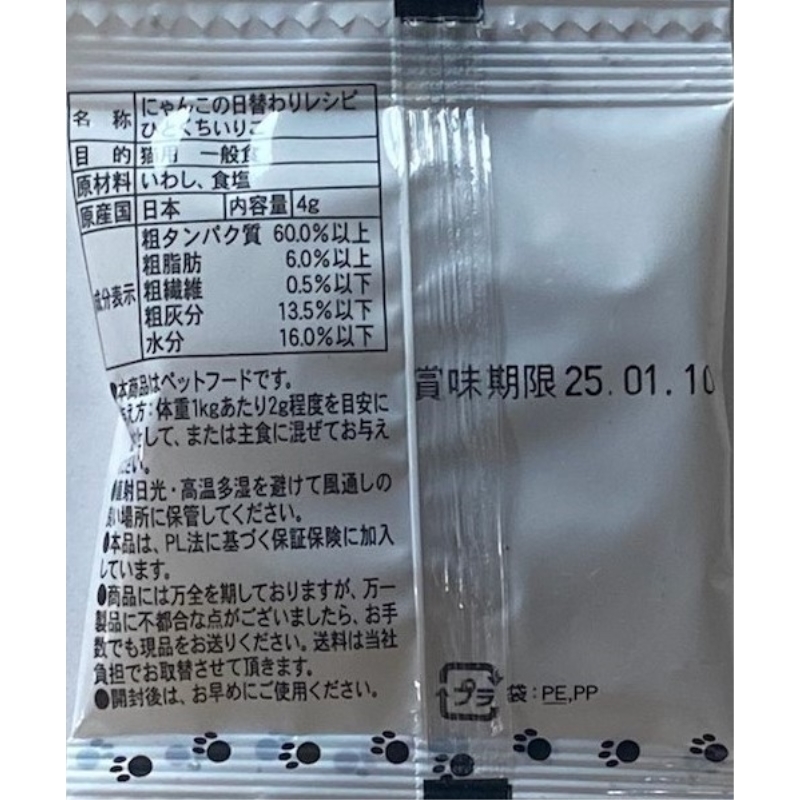 名称 にゃんこの日替わりレシピ
ひとくちいりこ
目的 猫用 一般食
原材料 いわし、食塩
原産国 日本 内容量 4g
成分表示 粗タンパク質 60.0%以上
粗脂肪 6.0%以上
粗繊維 0.5%以下
粗灰分 13.5%以下
水分 16.0%以下
●本商品はペットフードです。
与え方：体重1kgあたり2g程度を目安に
として、または主食に混ぜてお与え
さい。
●直射日光・高温多湿を避けて風通しの
良い場所に保管してください。
●本品は、PL法に基づく保証保険に加入
しています。
●商品には万全を期しておりますが、万一
製品に不都合な点がございましたら、お手
数でも現品をお送りください。送料は当社
負担でお取替させて頂きます。
●開封後は、お早めにご使用ください。
賞味期限 25.01.10
プラ 袋：PE,PP